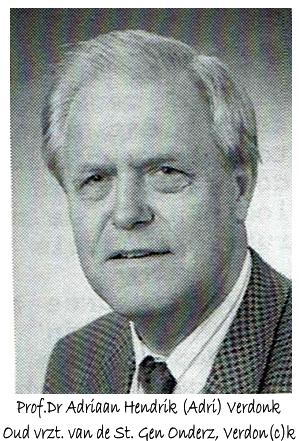 Prof.Dr Adriaan Hendrik (Adri) Verdonk
Oud vrzt. van de St. Gen Onderz, Verdon(c)k